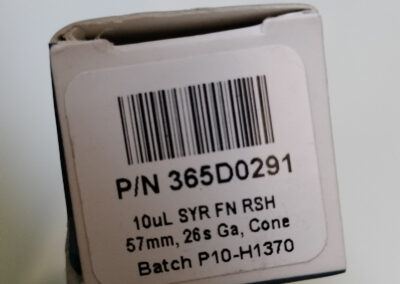 P/N 365D0291
10uL SYR FN RSH
57mm, 26s Ga, Cone
Batch P10-H1370